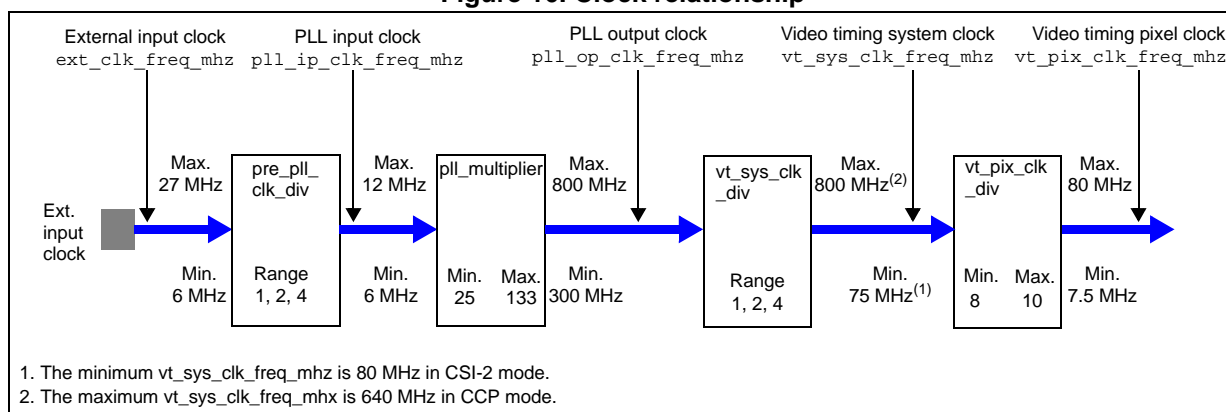 External input clock
ext_clk_freq_mhz
PLL input clock
pll_ip_clk_freq_mhz
PLL output clock
pll_op_clk_freq_mhz
Video timing system clock
vt_sys_clk_freq_mhz
Video timing pixel clock
vt_pix_clk_freq_mhz
Ext.
input
clock
Max.
27 MHz
Min.
6 MHz
pre_pll_
clk_div
Range
1, 2, 4
Max.
12 MHz
Min.
6 MHz
pll_multiplier
Min. Max.
25 133
Max.
800 MHz
Min.
300 MHz
vt_sys_clk
_div
Range
1, 2, 4
Max.
800 MHz(2)
Min.
75 MHz(1)
vt_pix_clk
_div
Min. Max.
8 10
Max.
80 MHz
Min.
7.5 MHz
1. The minimum vt_sys_clk_freq_mhz is 80 MHz in CSI-2 mode.
2. The maximum vt_sys_clk_freq_mhx is 640 MHz in CCP mode.